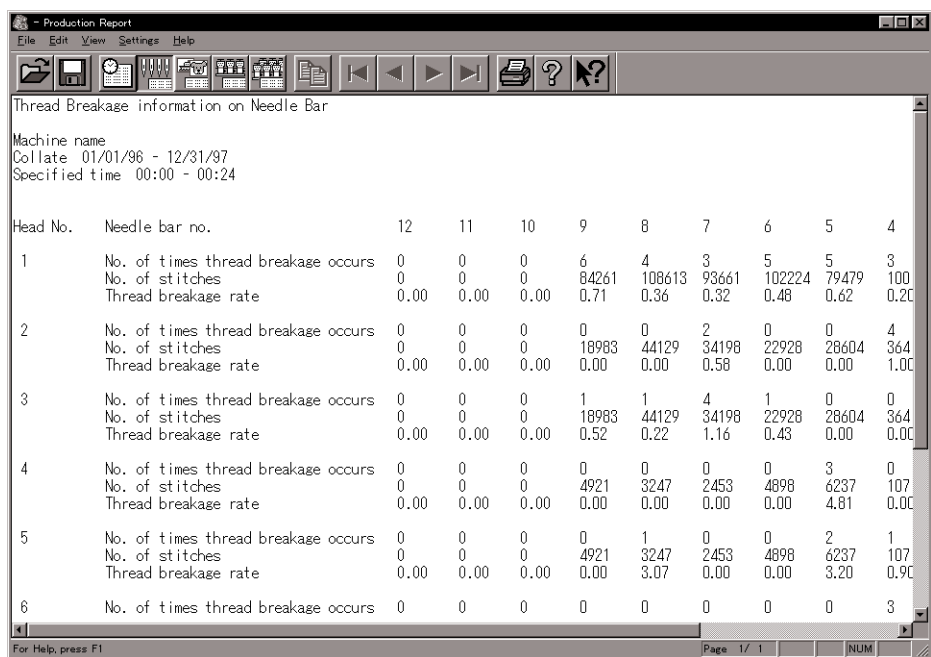 - Production Report
File Edit View Settings Help
Thread Breakage information on Needle Bar
Machine name
Collate 01/01/96 - 12/31/97
Specified time 00:00 - 00:24
Head No. Needle bar no. 12 11 10 9 8 7 6 5 4
1 No. of times thread breakage occurs 0 0 0 6 4 3 5 5 3
No. of stitches 0 0 0 84261 108613 93661 102224 79479 100
Thread breakage rate 0.00 0.00 0.00 0.71 0.36 0.32 0.48 0.62 0.20
2 No. of times thread breakage occurs 0 0 0 0 0 2 0 0 4
No. of stitches 0 0 0 18983 44129 34198 22928 28604 364
Thread breakage rate 0.00 0.00 0.00 0.00 0.00 0.58 0.00 0.00 1.00
3 No. of times thread breakage occurs 0 0 0 1 1 4 1 0 0
No. of stitches 0 0 0 18983 44129 34198 22928 28604 364
Thread breakage rate 0.00 0.00 0.00 0.52 0.22 1.16 0.43 0.00 0.00
4 No. of times thread breakage occurs 0 0 0 0 0 0 0 3 0
No. of stitches 0 0 0 4921 3247 2453 4898 6237 107
Thread breakage rate 0.00 0.00 0.00 0.00 0.00 0.00 0.00 4.81 0.00
5 No. of times thread breakage occurs 0 0 0 0 1 0 0 2 1
No. of stitches 0 0 0 4921 3247 2453 4898 6237 107
Thread breakage rate 0.00 0.00 0.00 0.00 3.07 0.00 0.00 3.20 0.90
6 No. of times thread breakage occurs 0 0 0 0 0 0 0 0 3
For Help, press F1 Page 1/ 1 NUM